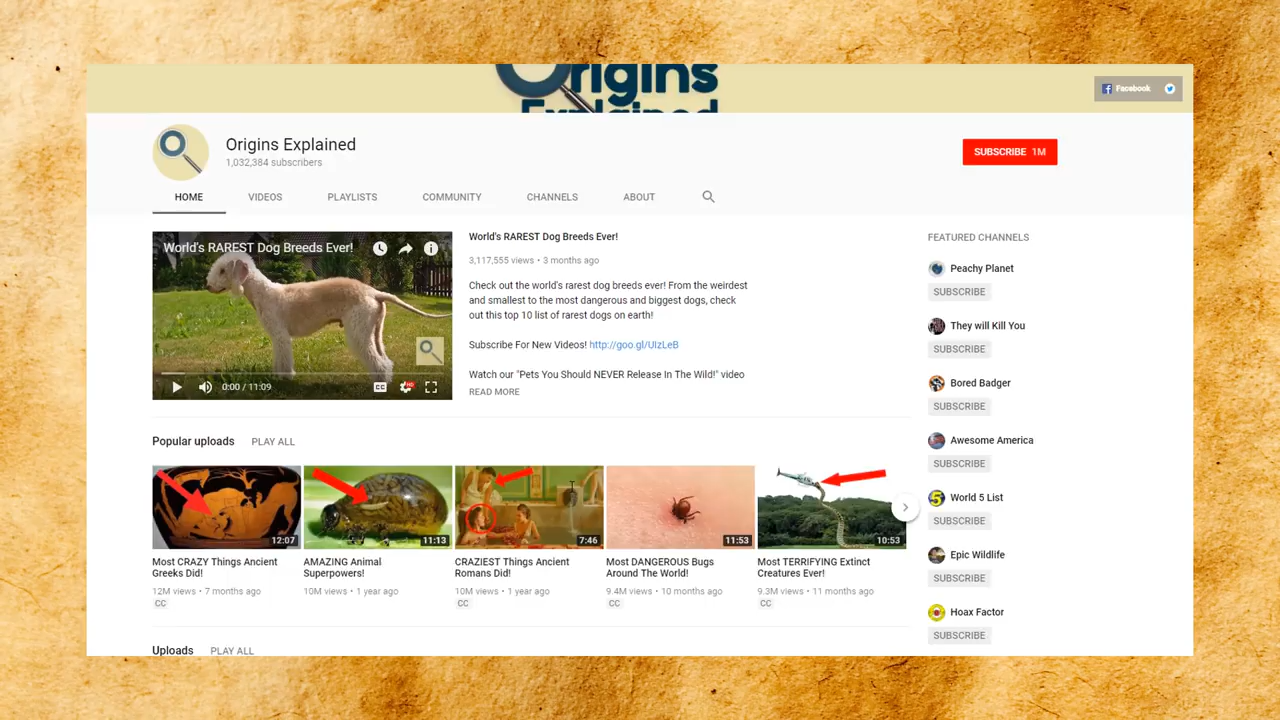 Origins
Explained
Facebook
Origins Explained
1,032,384 subscribers
SUBSCRIBE 1M
HOME VIDEOS PLAYLISTS COMMUNITY CHANNELS ABOUT
World's RAREST Dog Breeds Ever!
0:00 / 11:09
CC
HD
World's RAREST Dog Breeds Ever!
3,117,555 views • 3 months ago
Check out the world's rarest dog breeds ever! From the weirdest
and smallest to the most dangerous and biggest dogs, check
out this top 10 list of rarest dogs on earth!
Subscribe For New Videos! http://goo.gl/UIzLeB
Watch our "Pets You Should NEVER Release In The Wild!" video
READ MORE
Popular uploads PLAY ALL
12:07
Most CRAZY Things Ancient
Greeks Did!
12M views • 7 months ago
CC
11:13
AMAZING Animal
Superpowers!
10M views • 1 year ago
7:46
CRAZIEST Things Ancient
Romans Did!
10M views • 1 year ago
CC
11:53
Most DANGEROUS Bugs
Around The World!
9.4M views • 10 months ago
CC
10:53
Most TERRIFYING Extinct
Creatures Ever!
9.3M views • 11 months ago
CC
Uploads PLAY ALL
FEATURED CHANNELS
Peachy Planet
SUBSCRIBE
They will Kill You
SUBSCRIBE
Bored Badger
SUBSCRIBE
Awesome America
SUBSCRIBE
5
World 5 List
SUBSCRIBE
Epic Wildlife
SUBSCRIBE
Hoax Factor
SUBSCRIBE